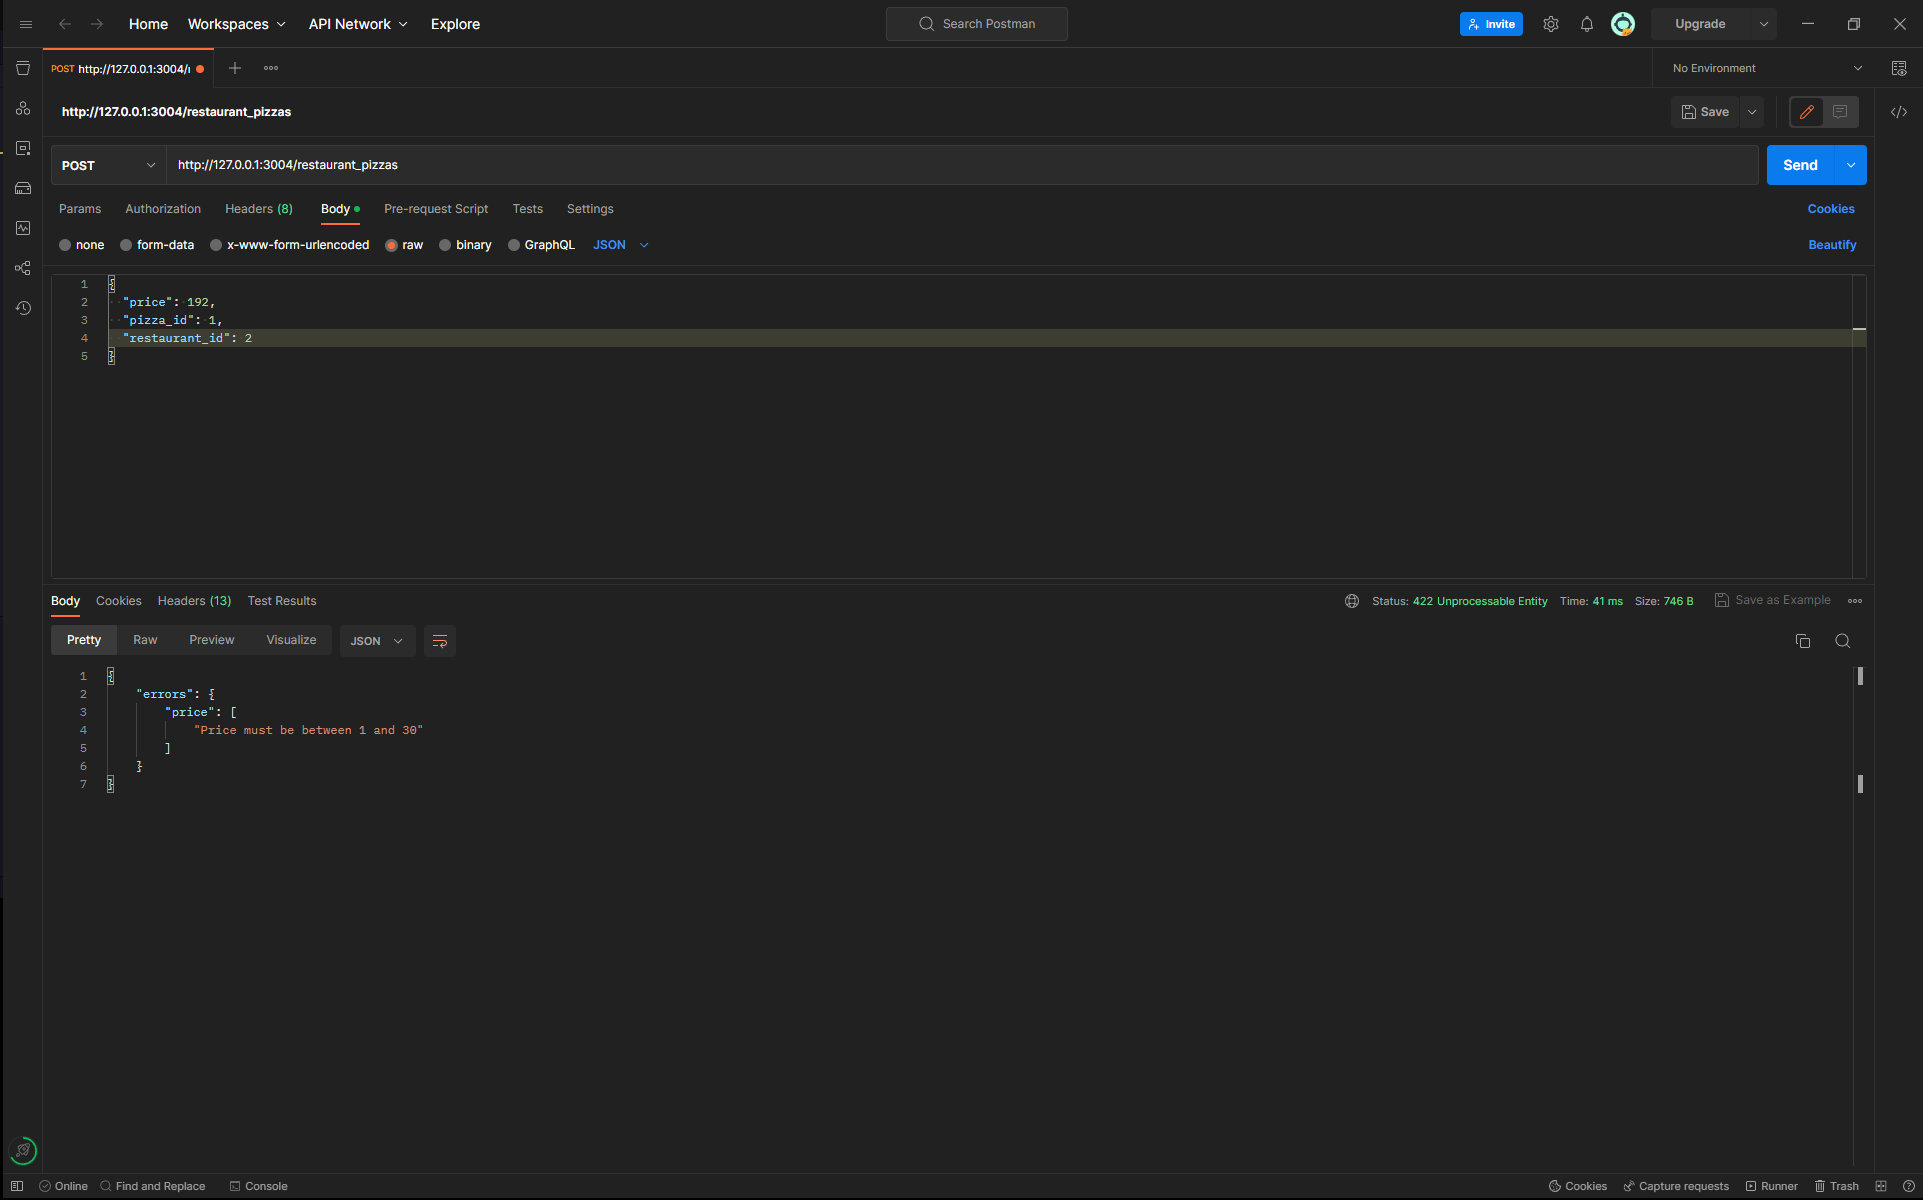 Home Workspaces API Network Explore Search Postman Invite Upgrade
POST http://127.0.0.1:3004/ No Environment
http://127.0.0.1:3004/restaurant_pizzas Save
POST http://127.0.0.1:3004/restaurant_pizzas Send
Params Authorization Headers (8) Body Pre-request Script Tests Settings Cookies
none form-data x-www-form-urlencoded raw binary GraphQL JSON Beautify
1 {
2 "price": 192,
3 "pizza_id": 1,
4 "restaurant_id": 2
5 }
Body Cookies Headers (13) Test Results Status: 422 Unprocessable Entity Time: 41 ms Size: 746 B Save as Example
Pretty Raw Preview Visualize JSON
1 {
2 "errors": {
3 "price": [
4 "Price must be between 1 and 30"
5 ]
6 }
7 }
Online Find and Replace Console Cookies Capture requests Runner Trash